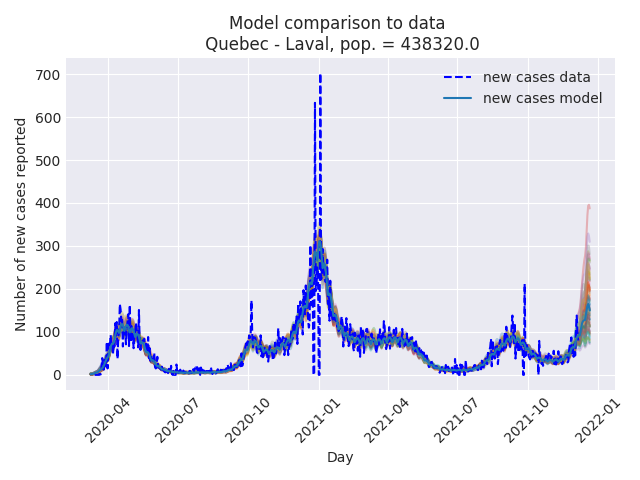 Model comparison to data
Quebec - Laval, pop. = 438320.0
new cases data
new cases model
Number of new cases reported
700
600
500
400
300
200
100
0
2020-04
2020-07
2020-10
2021-01
2021-04
2021-07
2021-10
2022-01
Day